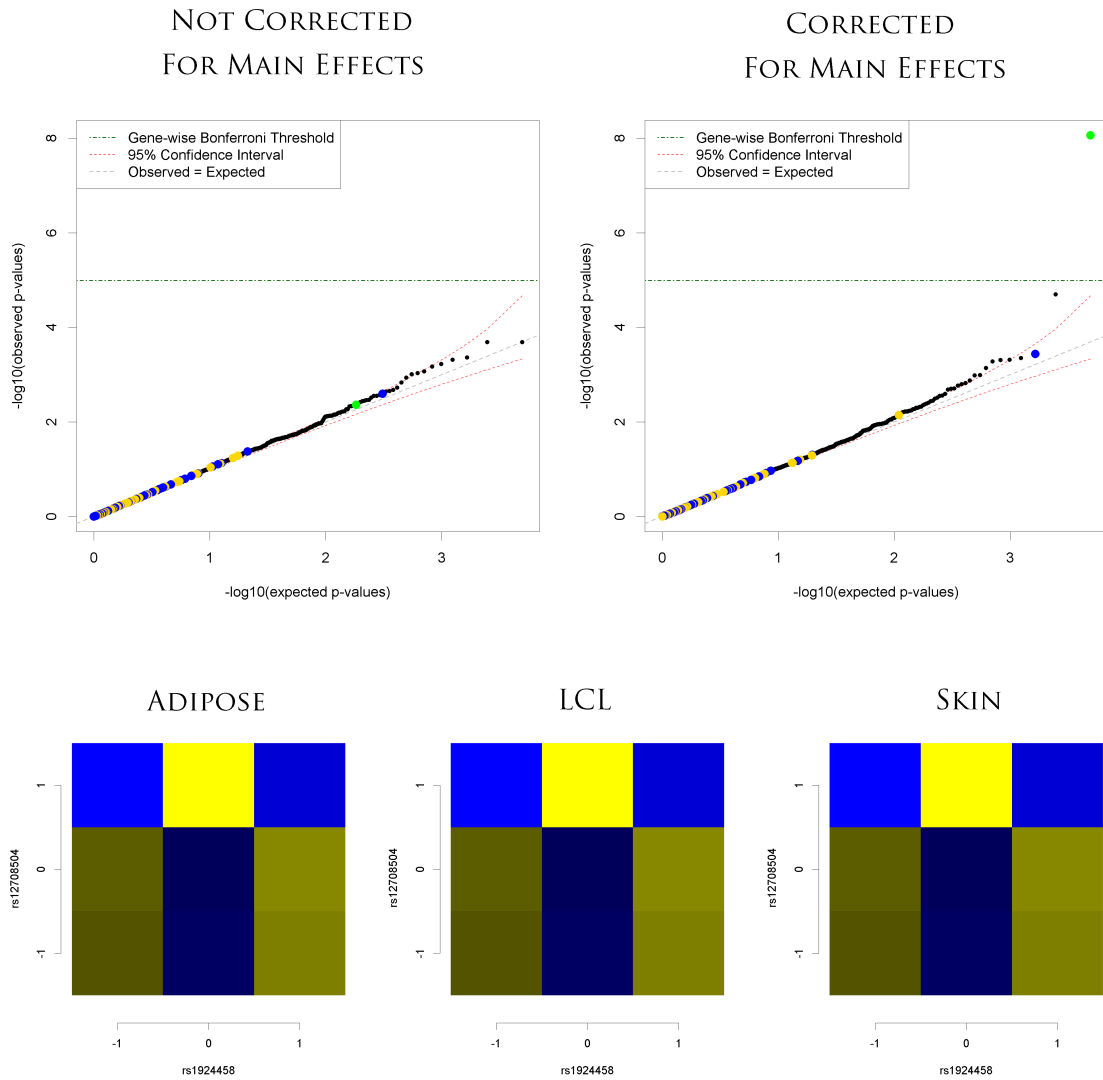 NOT CORRECTED
FOR MAIN EFFECTS
CORRECTED
FOR MAIN EFFECTS
Gene-wise Bonferroni Threshold
95% Confidence Interval
Observed = Expected
-log10(observed p-values)
8
6
4
2
0
0 1 2 3
-log10(expected p-values)
Gene-wise Bonferroni Threshold
95% Confidence Interval
Observed = Expected
-log10(observed p-values)
8
6
4
2
0
0 1 2 3
-log10(expected p-values)
ADIPOSE
rs12708504
1
0
-1
-1 0 1
rs1924458
LCL
rs12708504
1
0
-1
-1 0 1
rs1924458
SKIN
rs12708504
1
0
-1
-1 0 1
rs1924458